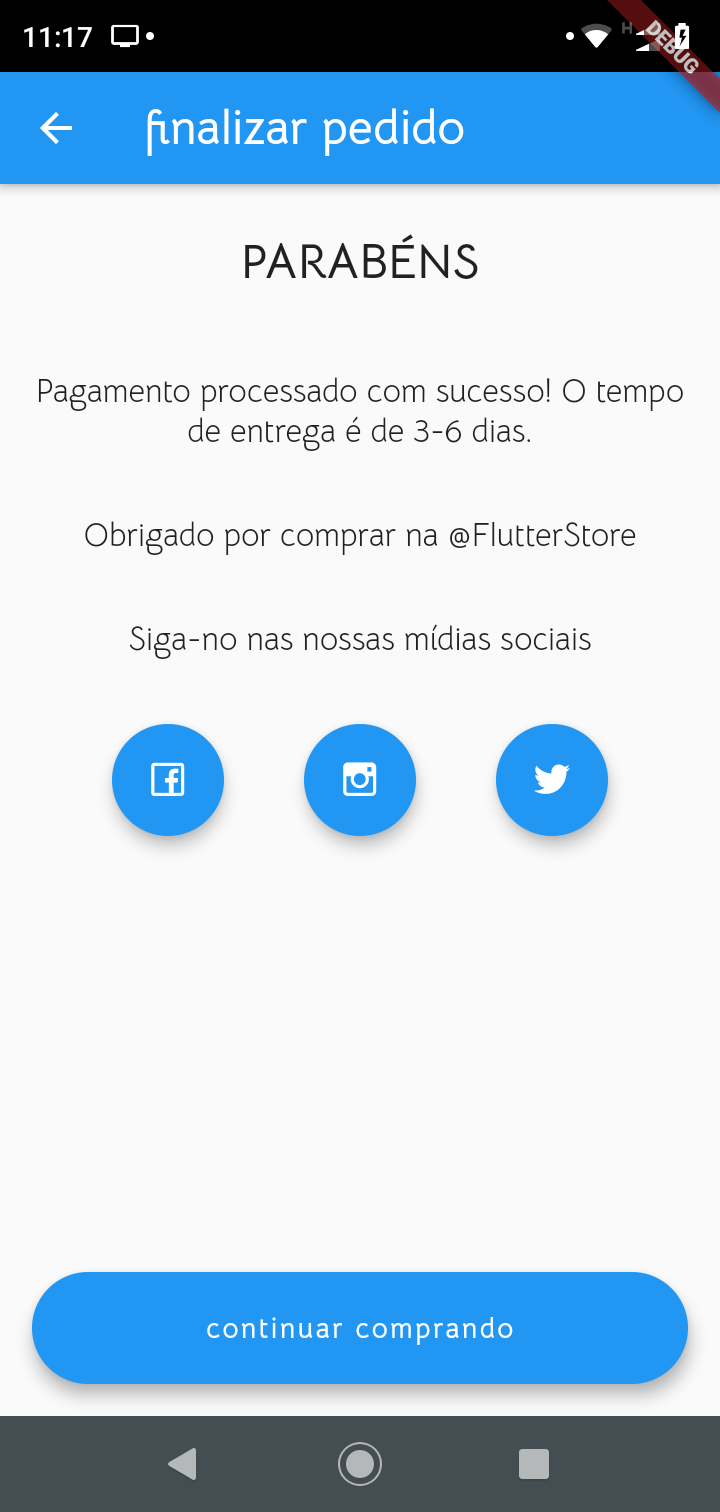 11:17
H
DEBUG
finalizar pedido
PARABÉNS
Pagamento processado com sucesso! O tempo
de entrega é de 3-6 dias.
Obrigado por comprar na @FlutterStore
Siga-no nas nossas mídias sociais
continuar comprando